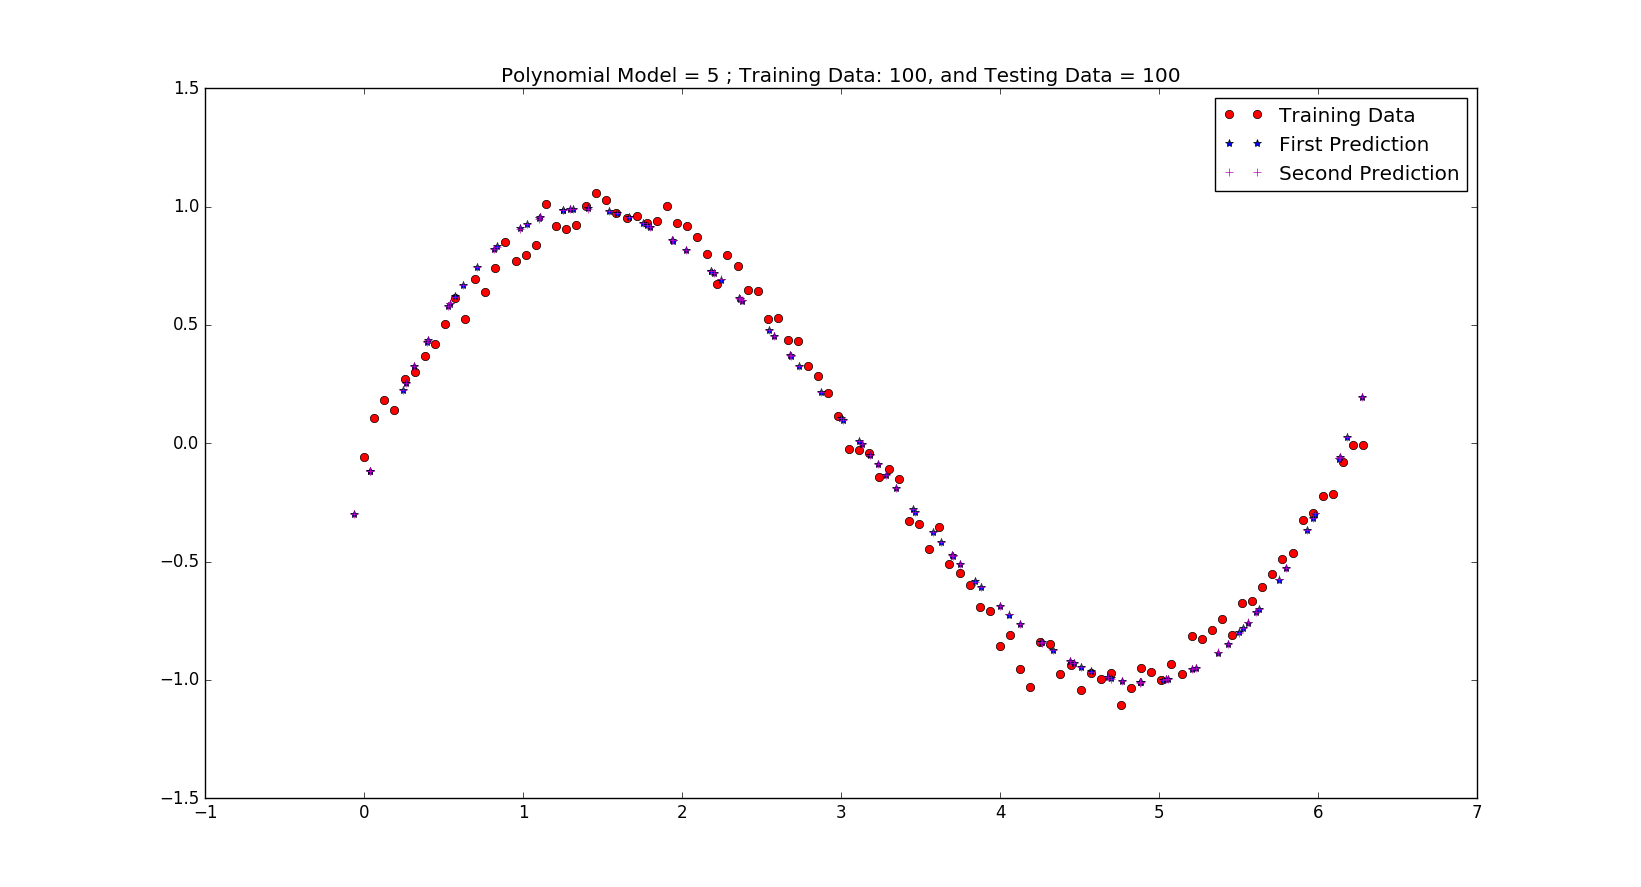 Polynomial Model = 5 ; Training Data: 100, and Testing Data = 100
Training Data
First Prediction
Second Prediction
1.5
1.0
0.5
0.0
−0.5
−1.0
−1.5
−1 0 1 2 3 4 5 6 7